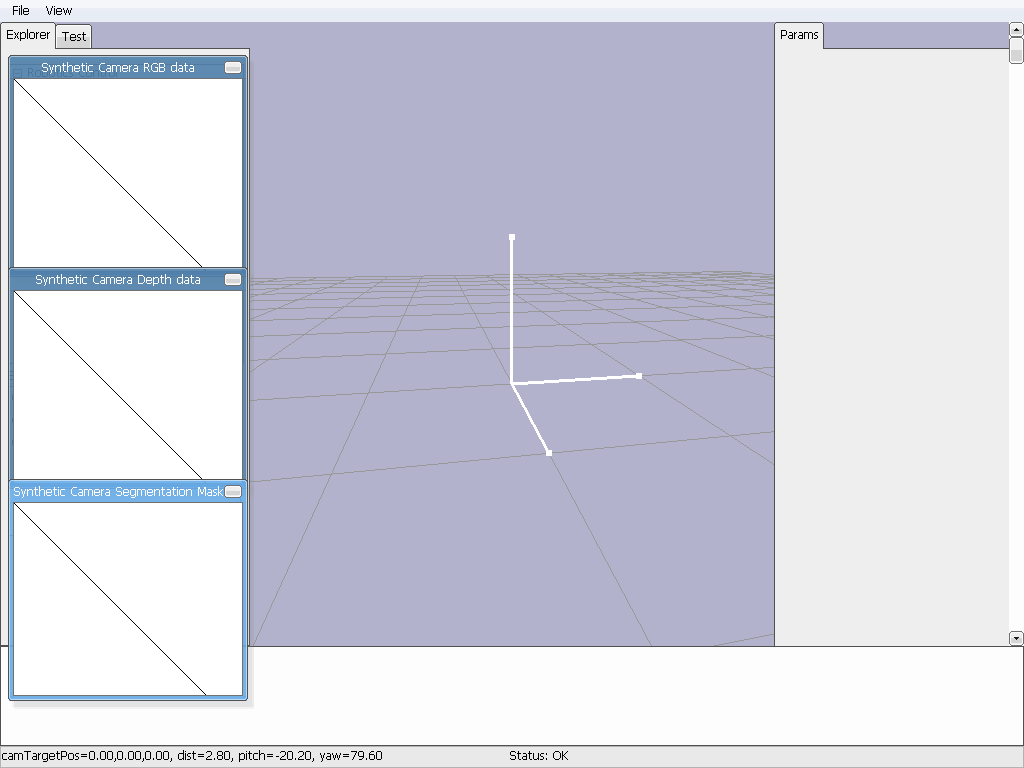 File View
Explorer Test
Params
Synthetic Camera RGB data
Synthetic Camera Depth data
Synthetic Camera Segmentation Mask
camTargetPos=0.00,0.00,0.00, dist=2.80, pitch=-20.20, yaw=79.60
Status: OK